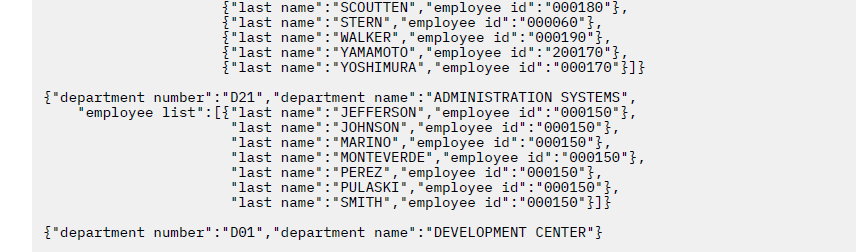 {"last name":"SCOUTTEN","employee id":"000180"},
{"last name":"STERN","employee id":"000060"},
{"last name":"WALKER","employee id":"000190"},
{"last name":"YAMAMOTO","employee id":"200170"},
{"last name":"YOSHIMURA","employee id":"000170"}]}
{"department number":"D21","department name":"ADMINISTRATION SYSTEMS",
"employee list":[{"last name":"JEFFERSON","employee id":"000150"},
"last name":"JOHNSON","employee id":"000150"},
"last name":"MARINO","employee id":"000150"},
"last name":"MONTEVERDE","employee id":"000150"},
"last name":"PEREZ","employee id":"000150"},
"last name":"PULASKI","employee id":"000150"},
"last name":"SMITH","employee id":"000150"}]}
{"department number":"D01","department name":"DEVELOPMENT CENTER"}